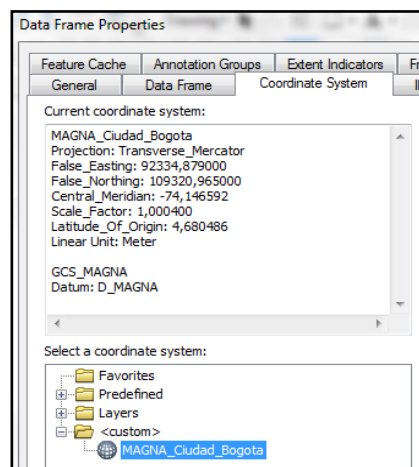 Data Frame Properties
Feature Cache
Annotation Groups
Extent Indicators
General
Data Frame
Coordinate System
Current coordinate system:
MAGNA_Ciudad_Bogota
Projection: Transverse_Mercator
False_Easting: 92334,879000
False_Northing: 109320,965000
Central_Meridian: -74,146592
Scale_Factor: 1,000400
Latitude_Of_Origin: 4,680486
Linear Unit: Meter
GCS_MAGNA
Datum: D_MAGNA
Select a coordinate system:
Favorites
Predefined
Layers
<custom>
MAGNA_Ciudad_Bogota